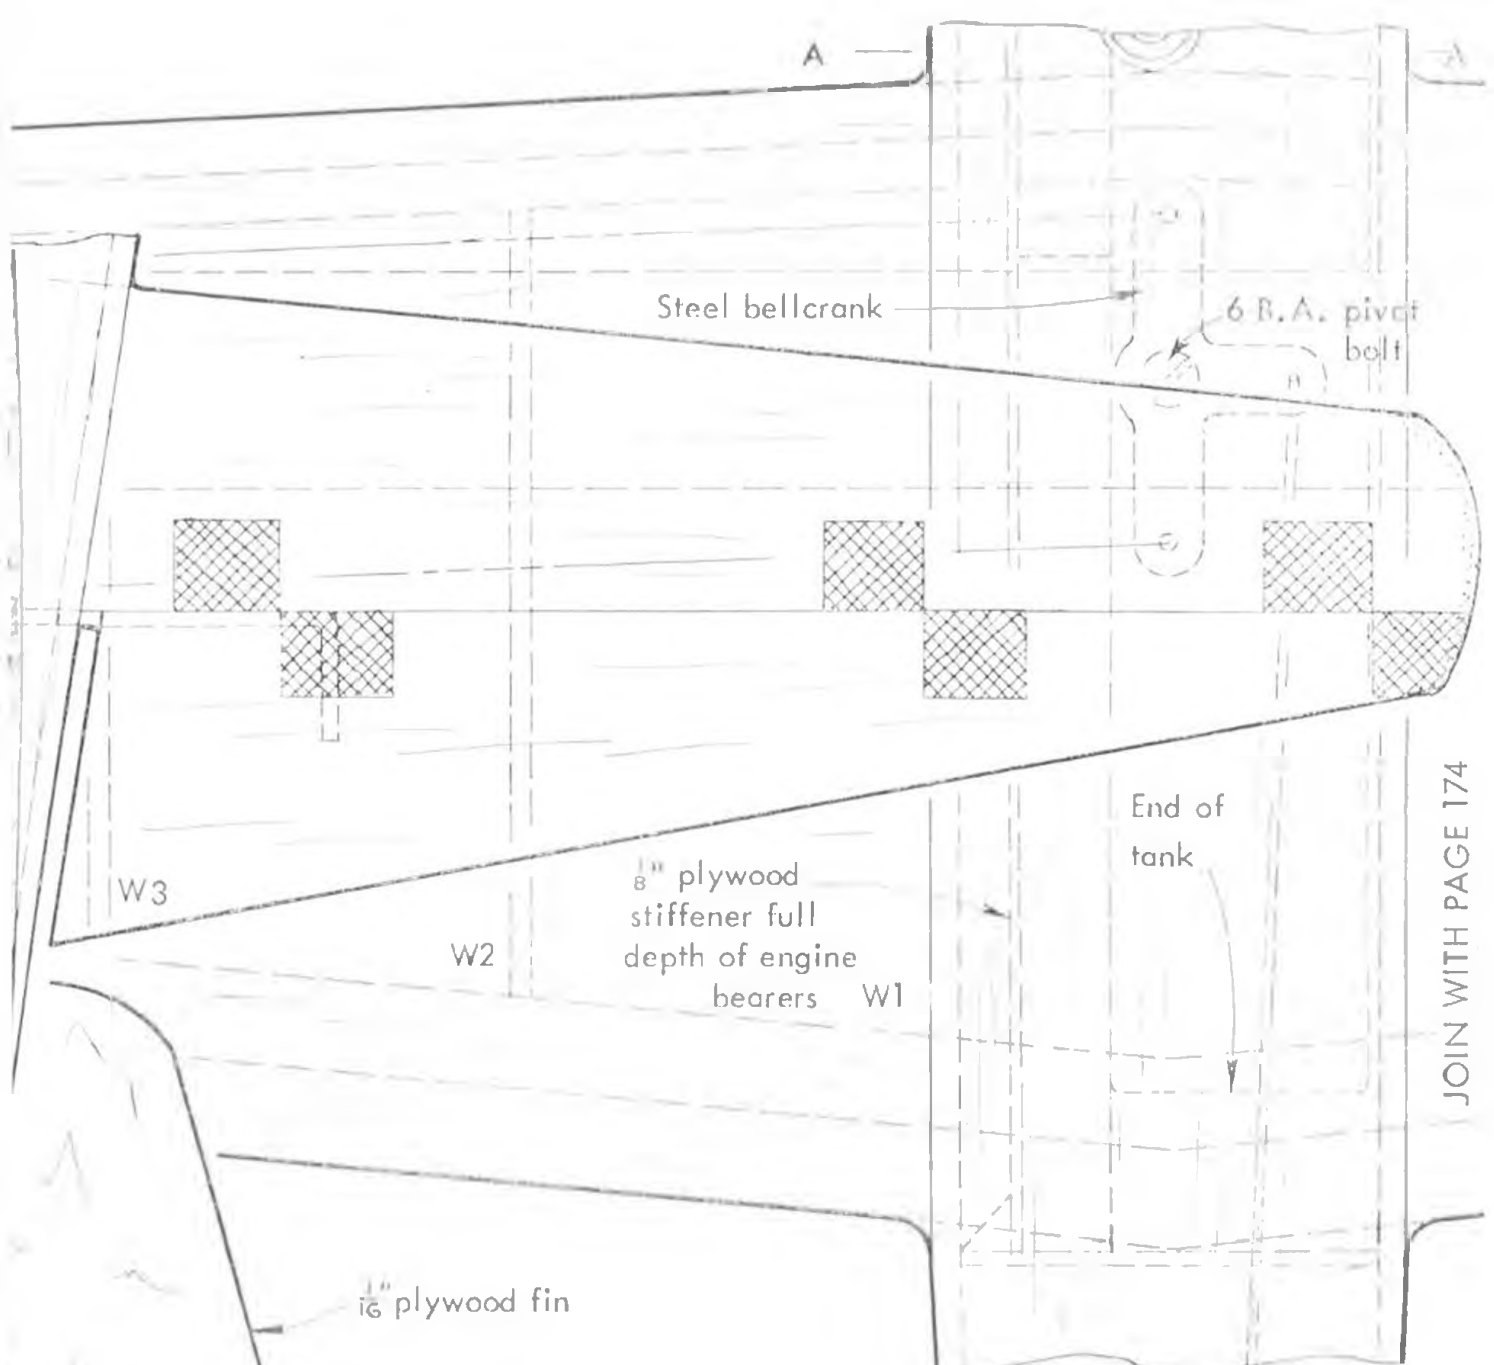 A A
Steel bellcrank
6 B.A. pivot
bolt
End of
tank
W3
1/8" plywood
stiffener full
depth of engine
bearers
W2
W1
JOIN WITH PAGE 174
1/16" plywood fin